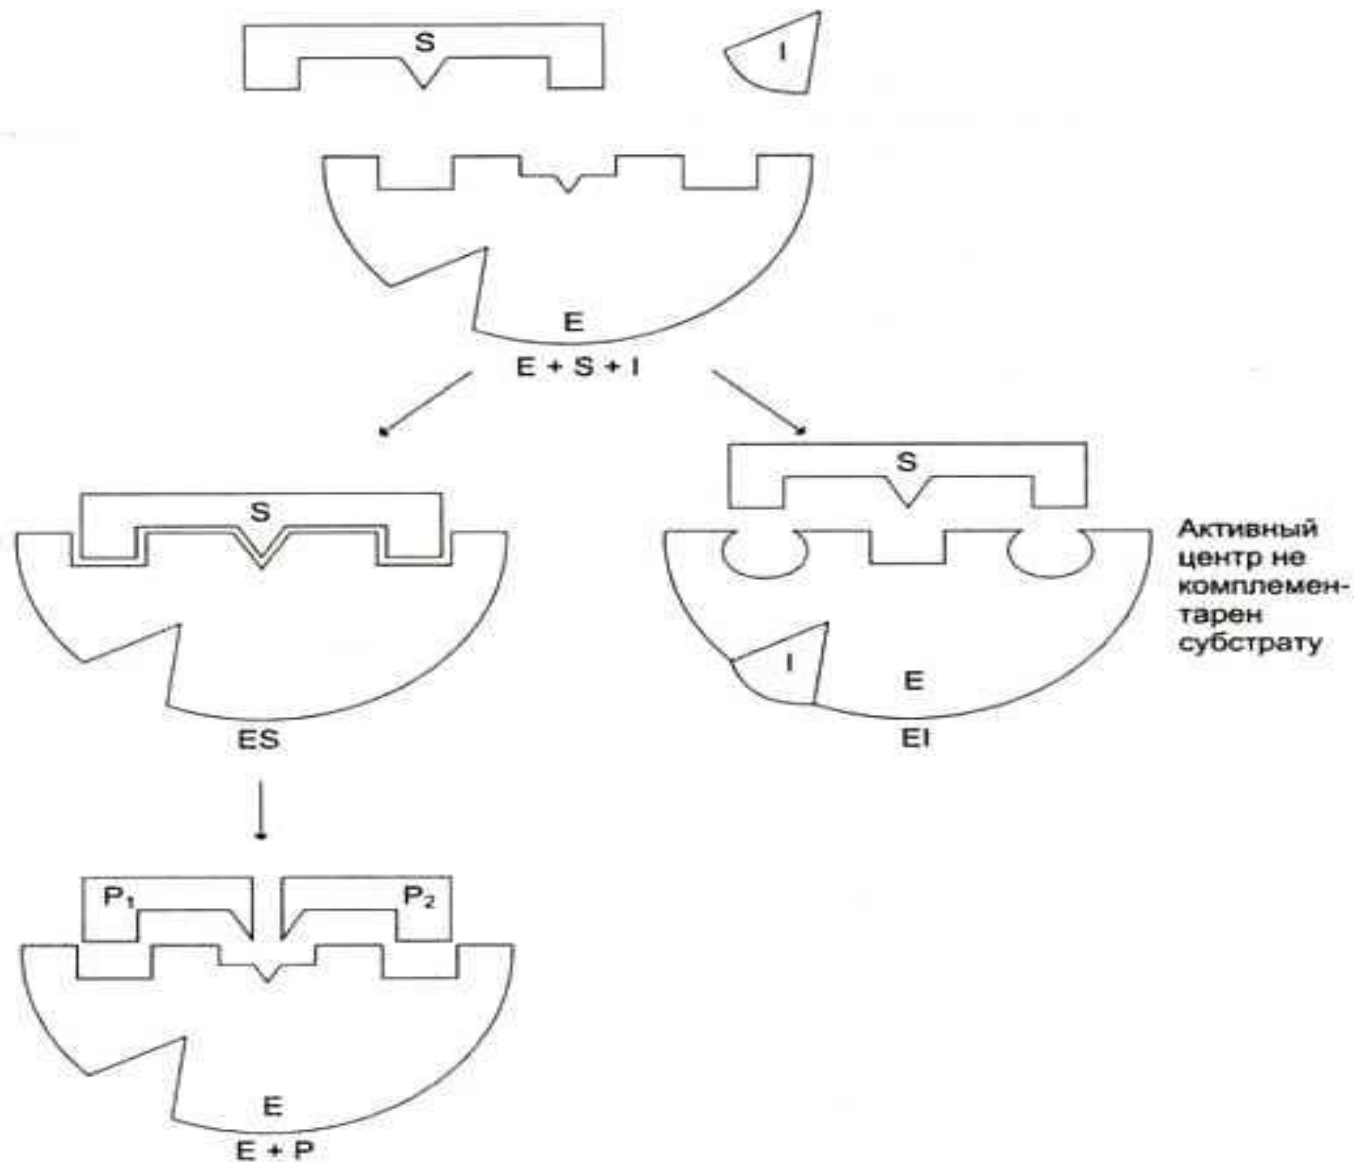 S
I
E
E + S + I
S
ES
S
I
E
EI
Активный
центр не
комплемен-
тарен
субстрату
P₁ P₂
E
E + P